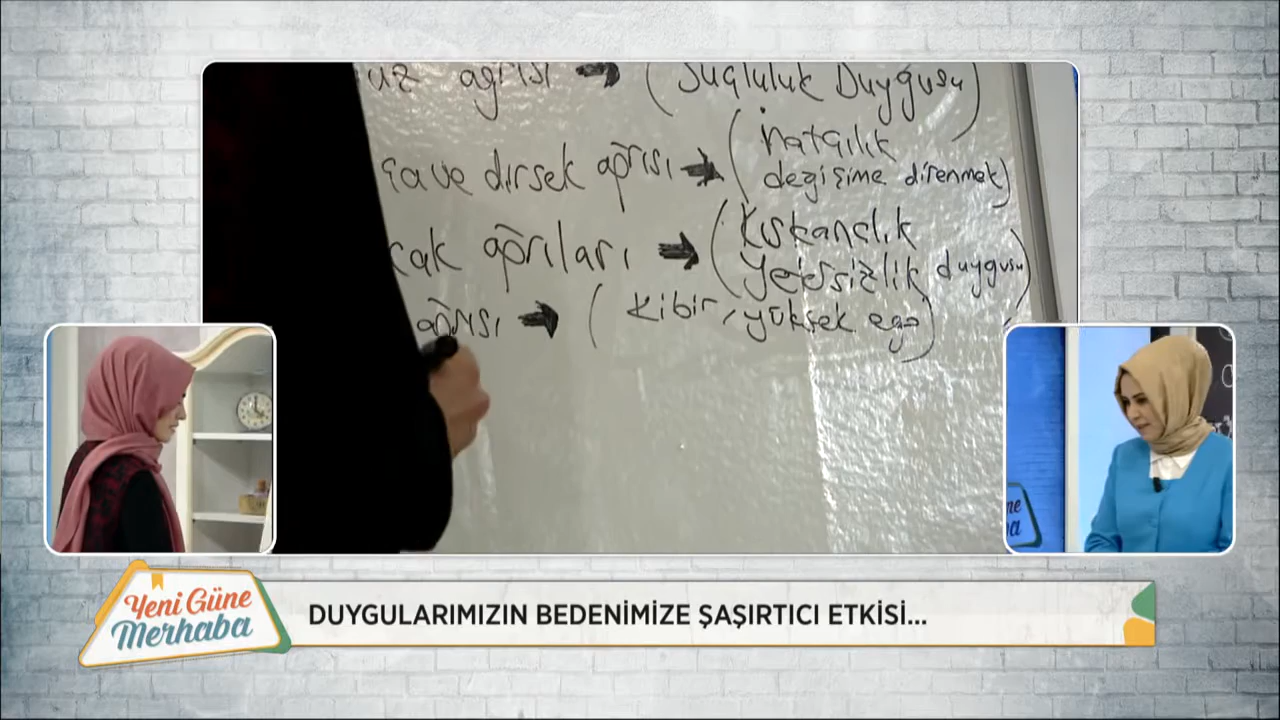 uz ağrısı → (Suçluluk Duygusu)
ça ve dirsek ağrısı → (İnatçılık
değişime direnmek)
cak ağrıları → (Kıskançlık
Yetersizlik duygusu)
ağrısı → (Kibir, yüksek ego)
Yeni Güne
Merhaba
DUYGULARIMIZIN BEDENİMİZE ŞAŞIRTICI ETKİSİ...